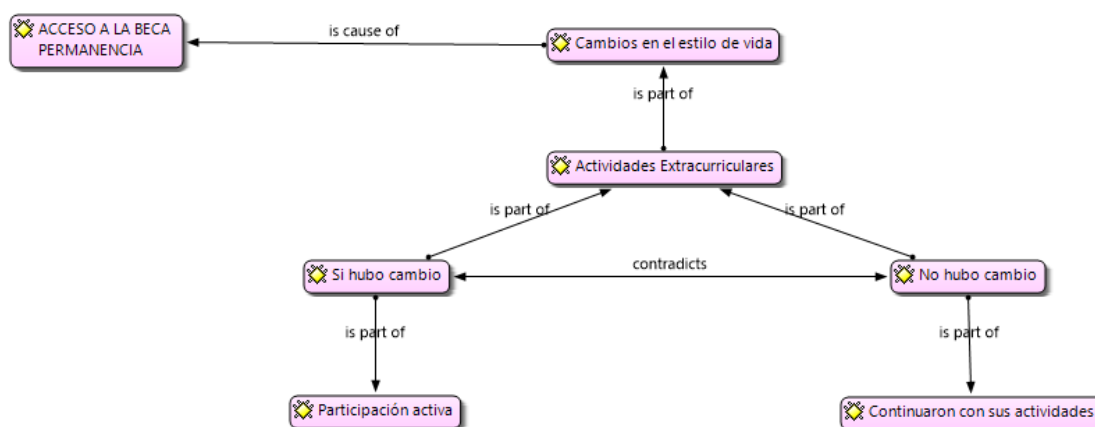 ACCESO A LA BECA
PERMANENCIA
is cause of
Cambios en el estilo de vida
is part of
Actividades Extracurriculares
is part of
is part of
Si hubo cambio
contradicts
No hubo cambio
is part of
is part of
Participación activa
Continuaron con sus actividades